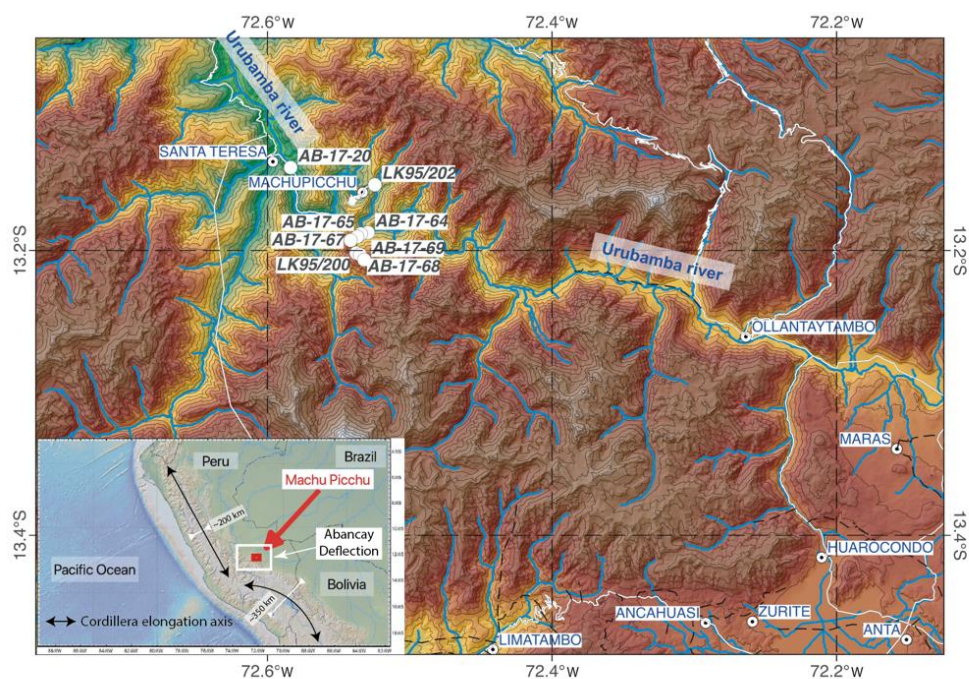 72.6°W
72.4°W
72.2°W
Urubamba
river
SANTA TERESA
AB-17-20
MACHUPICCHU
LK95/202
AB-17-65
AB-17-64
AB-17-67
AB-17-69
LK95/200
AB-17-68
13.2°S
13.2°S
Urubamba river
OLLANTAYTAMBO
MARAS
Peru
Brazil
Machu Picchu
~200 km
Abancay
Deflection
Pacific Ocean
Bolivia
~350 km
Cordillera elongation axis
13.4°S
13.4°S
HUAROCONDO
ANCAHUASI
ZURITE
ANTA
LIMATAMBO
72.6°W
72.4°W
72.2°W